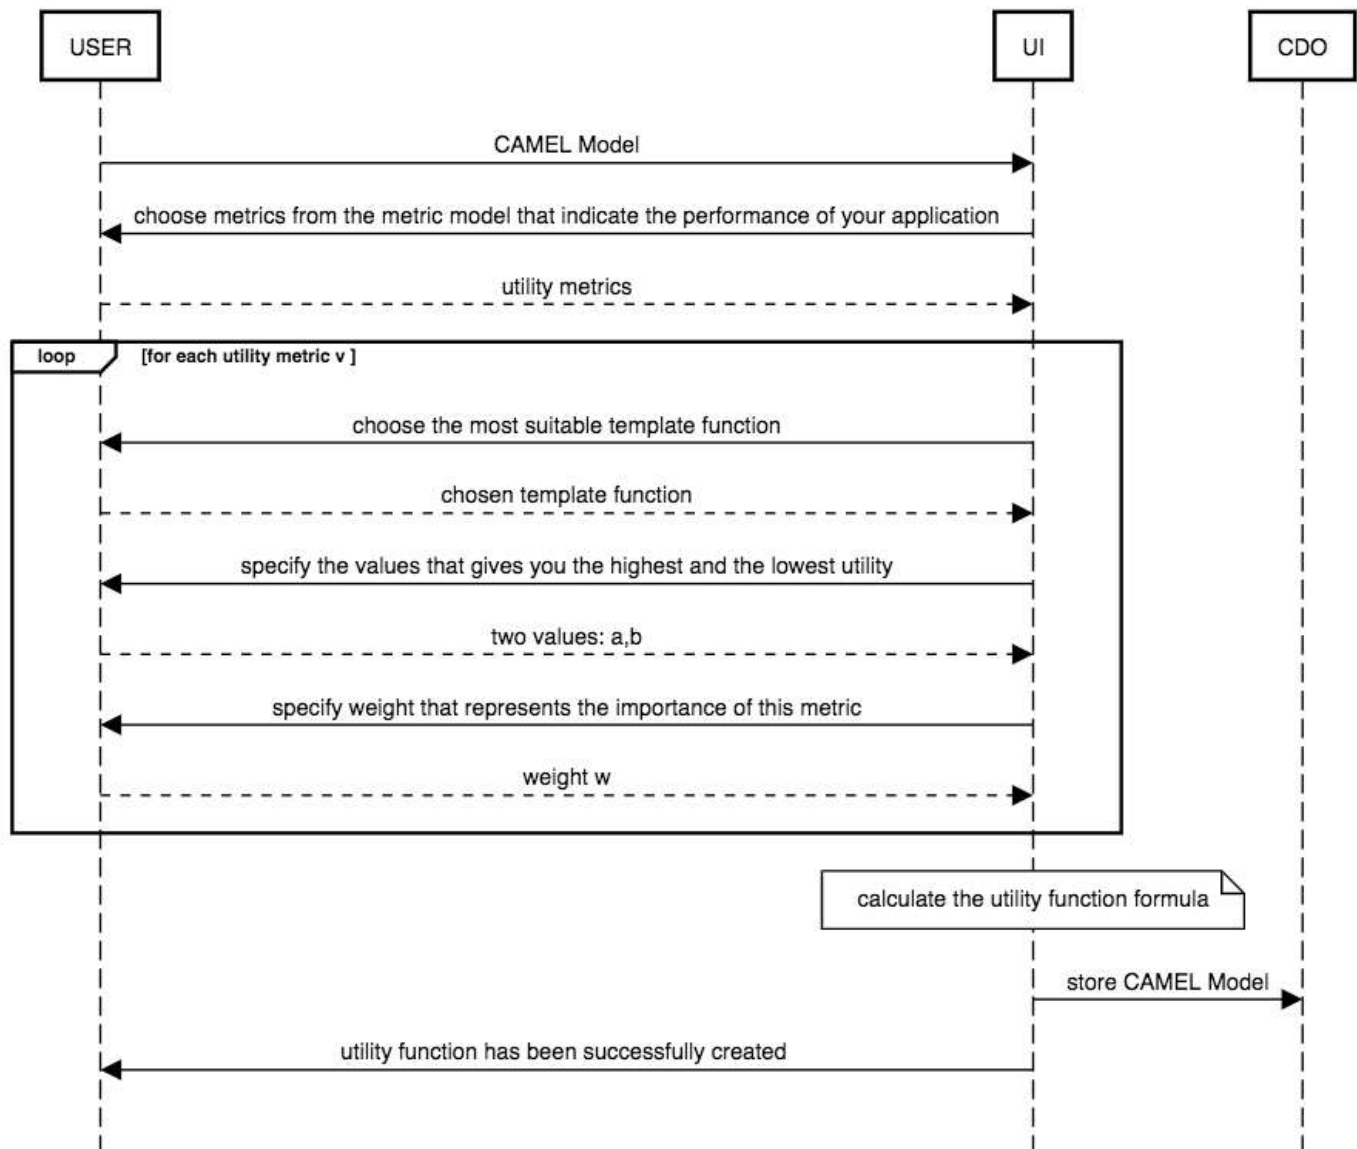 USER
UI
CDO
CAMEL Model
choose metrics from the metric model that indicate the performance of your application
utility metrics
loop
[for each utility metric v ]
choose the most suitable template function
chosen template function
specify the values that gives you the highest and the lowest utility
two values: a,b
specify weight that represents the importance of this metric
weight w
calculate the utility function formula
store CAMEL Model
utility function has been successfully created